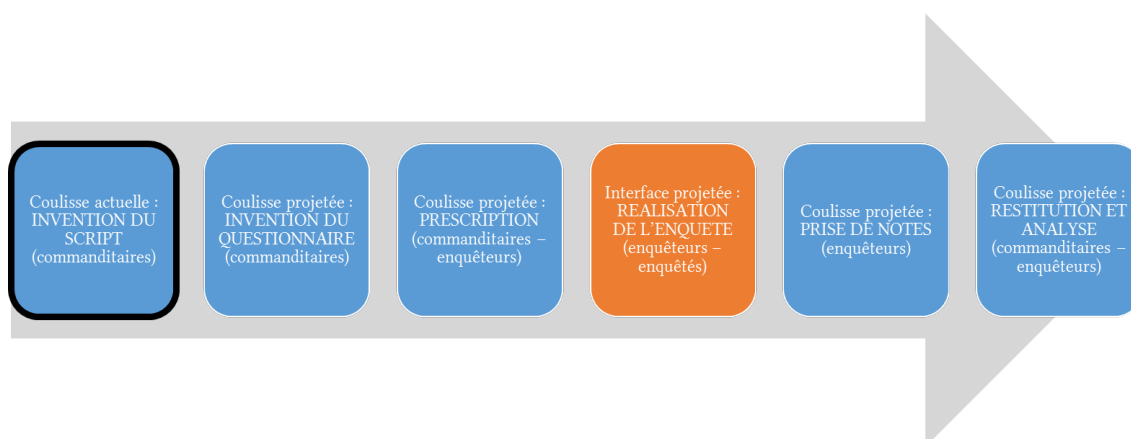 Coulisse actuelle :
INVENTION DU
SCRIPT
(commanditaires)
Coulisse projetée :
INVENTION DU
QUESTIONNAIRE
(commanditaires)
Coulisse projetée :
PRESCRIPTION
(commanditaires –
enquêteurs)
Interface projetée :
REALISATION
DE L’ENQUETE
(enquêteurs –
enquêtés)
Coulisse projetée :
PRISE DE NOTES
(enquêteurs)
Coulisse projetée :
RESTITUTION ET
ANALYSE
(commanditaires –
enquêteurs)